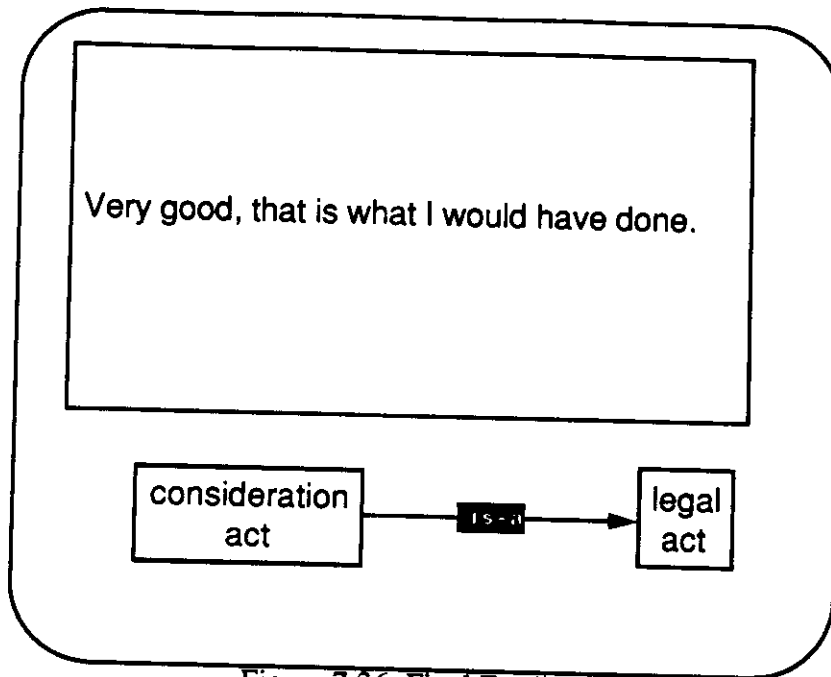 Very good, that is what I would have done.
consideration
act
is-a
legal
act